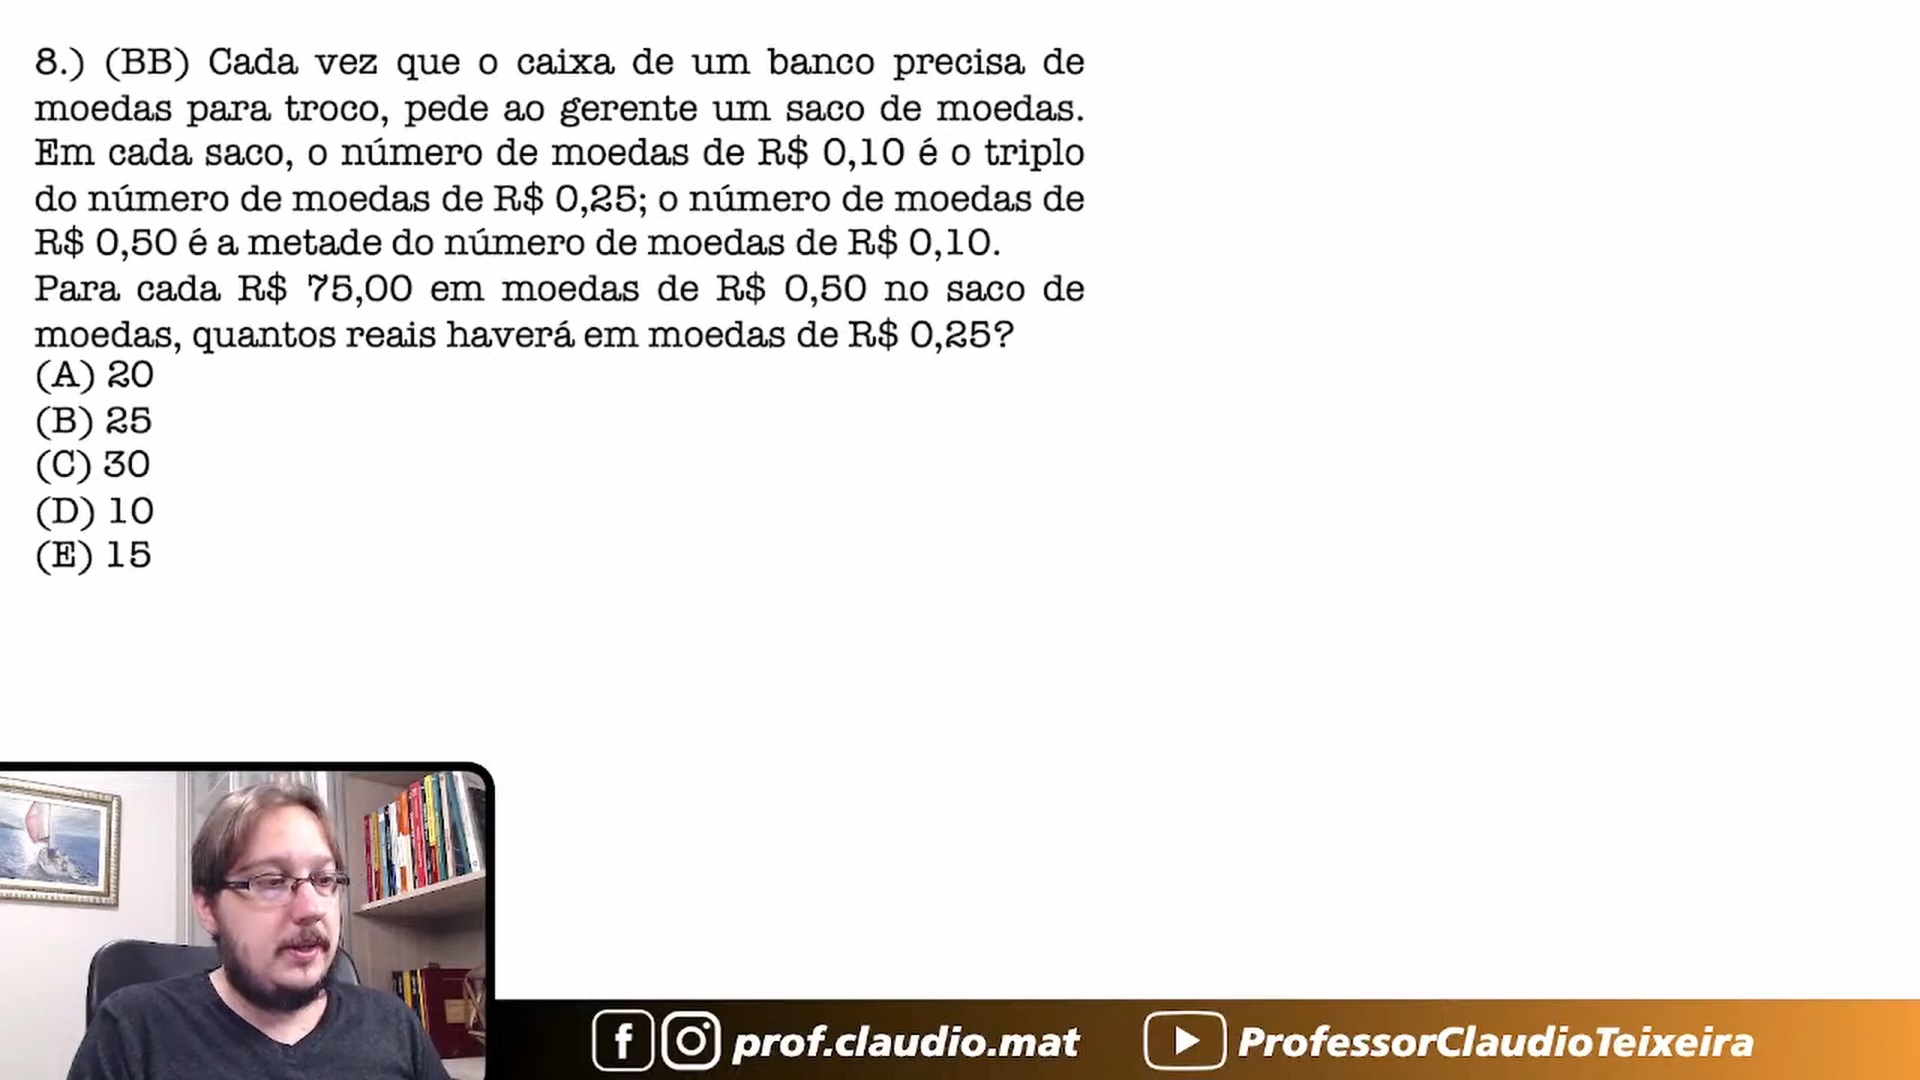 8.) (BB) Cada vez que o caixa de um banco precisa de
moedas para troco, pede ao gerente um saco de moedas.
Em cada saco, o número de moedas de R$ 0,10 é o triplo
do número de moedas de R$ 0,25; o número de moedas de
R$ 0,50 é a metade do número de moedas de R$ 0,10.
Para cada R$ 75,00 em moedas de R$ 0,50 no saco de
moedas, quantos reais haverá em moedas de R$ 0,25?
(A) 20
(B) 25
(C) 30
(D) 10
(E) 15
prof.claudio.mat
ProfessorClaudioTeixeira